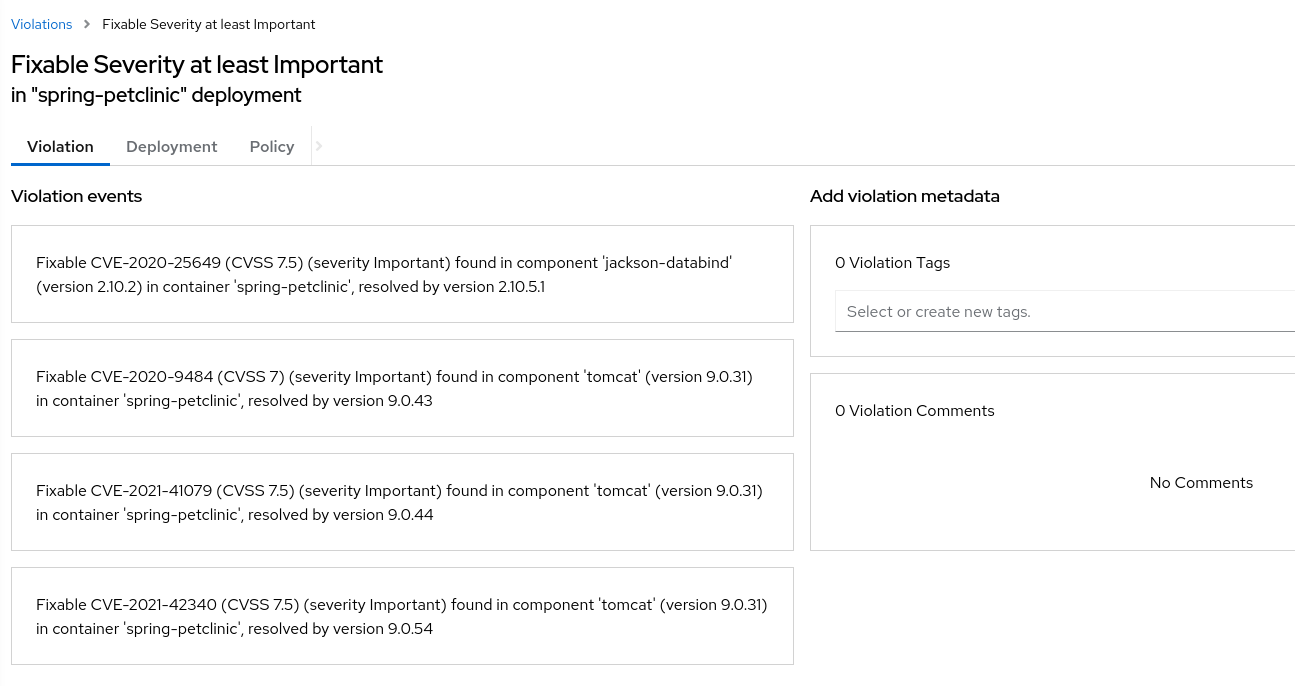 Violations > Fixable Severity at least Important
Fixable Severity at least Important
in "spring-petclinic" deployment
Violation Deployment Policy
Violation events
Fixable CVE-2020-25649 (CVSS 7.5) (severity Important) found in component 'jackson-databind'
(version 2.10.2) in container 'spring-petclinic', resolved by version 2.10.5.1
Fixable CVE-2020-9484 (CVSS 7) (severity Important) found in component 'tomcat' (version 9.0.31)
in container 'spring-petclinic', resolved by version 9.0.43
Fixable CVE-2021-41079 (CVSS 7.5) (severity Important) found in component 'tomcat' (version 9.0.31)
in container 'spring-petclinic', resolved by version 9.0.44
Fixable CVE-2021-42340 (CVSS 7.5) (severity Important) found in component 'tomcat' (version 9.0.31)
in container 'spring-petclinic', resolved by version 9.0.54
Add violation metadata
0 Violation Tags
Select or create new tags.
0 Violation Comments
No Comments